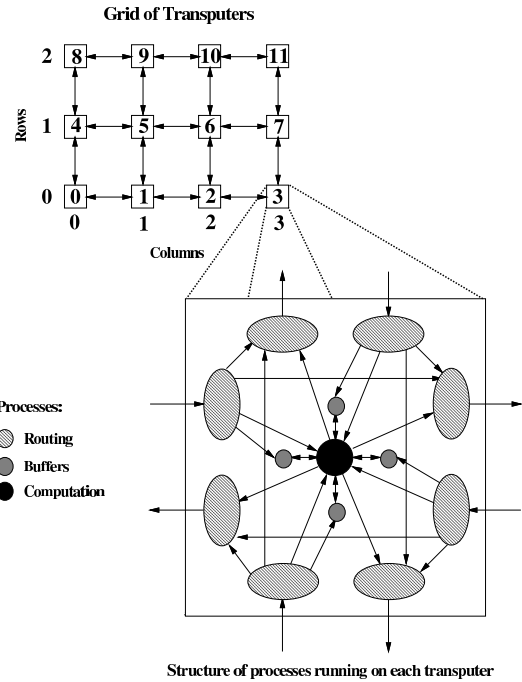 Grid of Transputers
2 8 9 10 11
Rows
1 4 5 6 7
0 0 1 2 3
0 1 2 3
Columns
Processes:
Routing
Buffers
Computation
Structure of processes running on each transputer